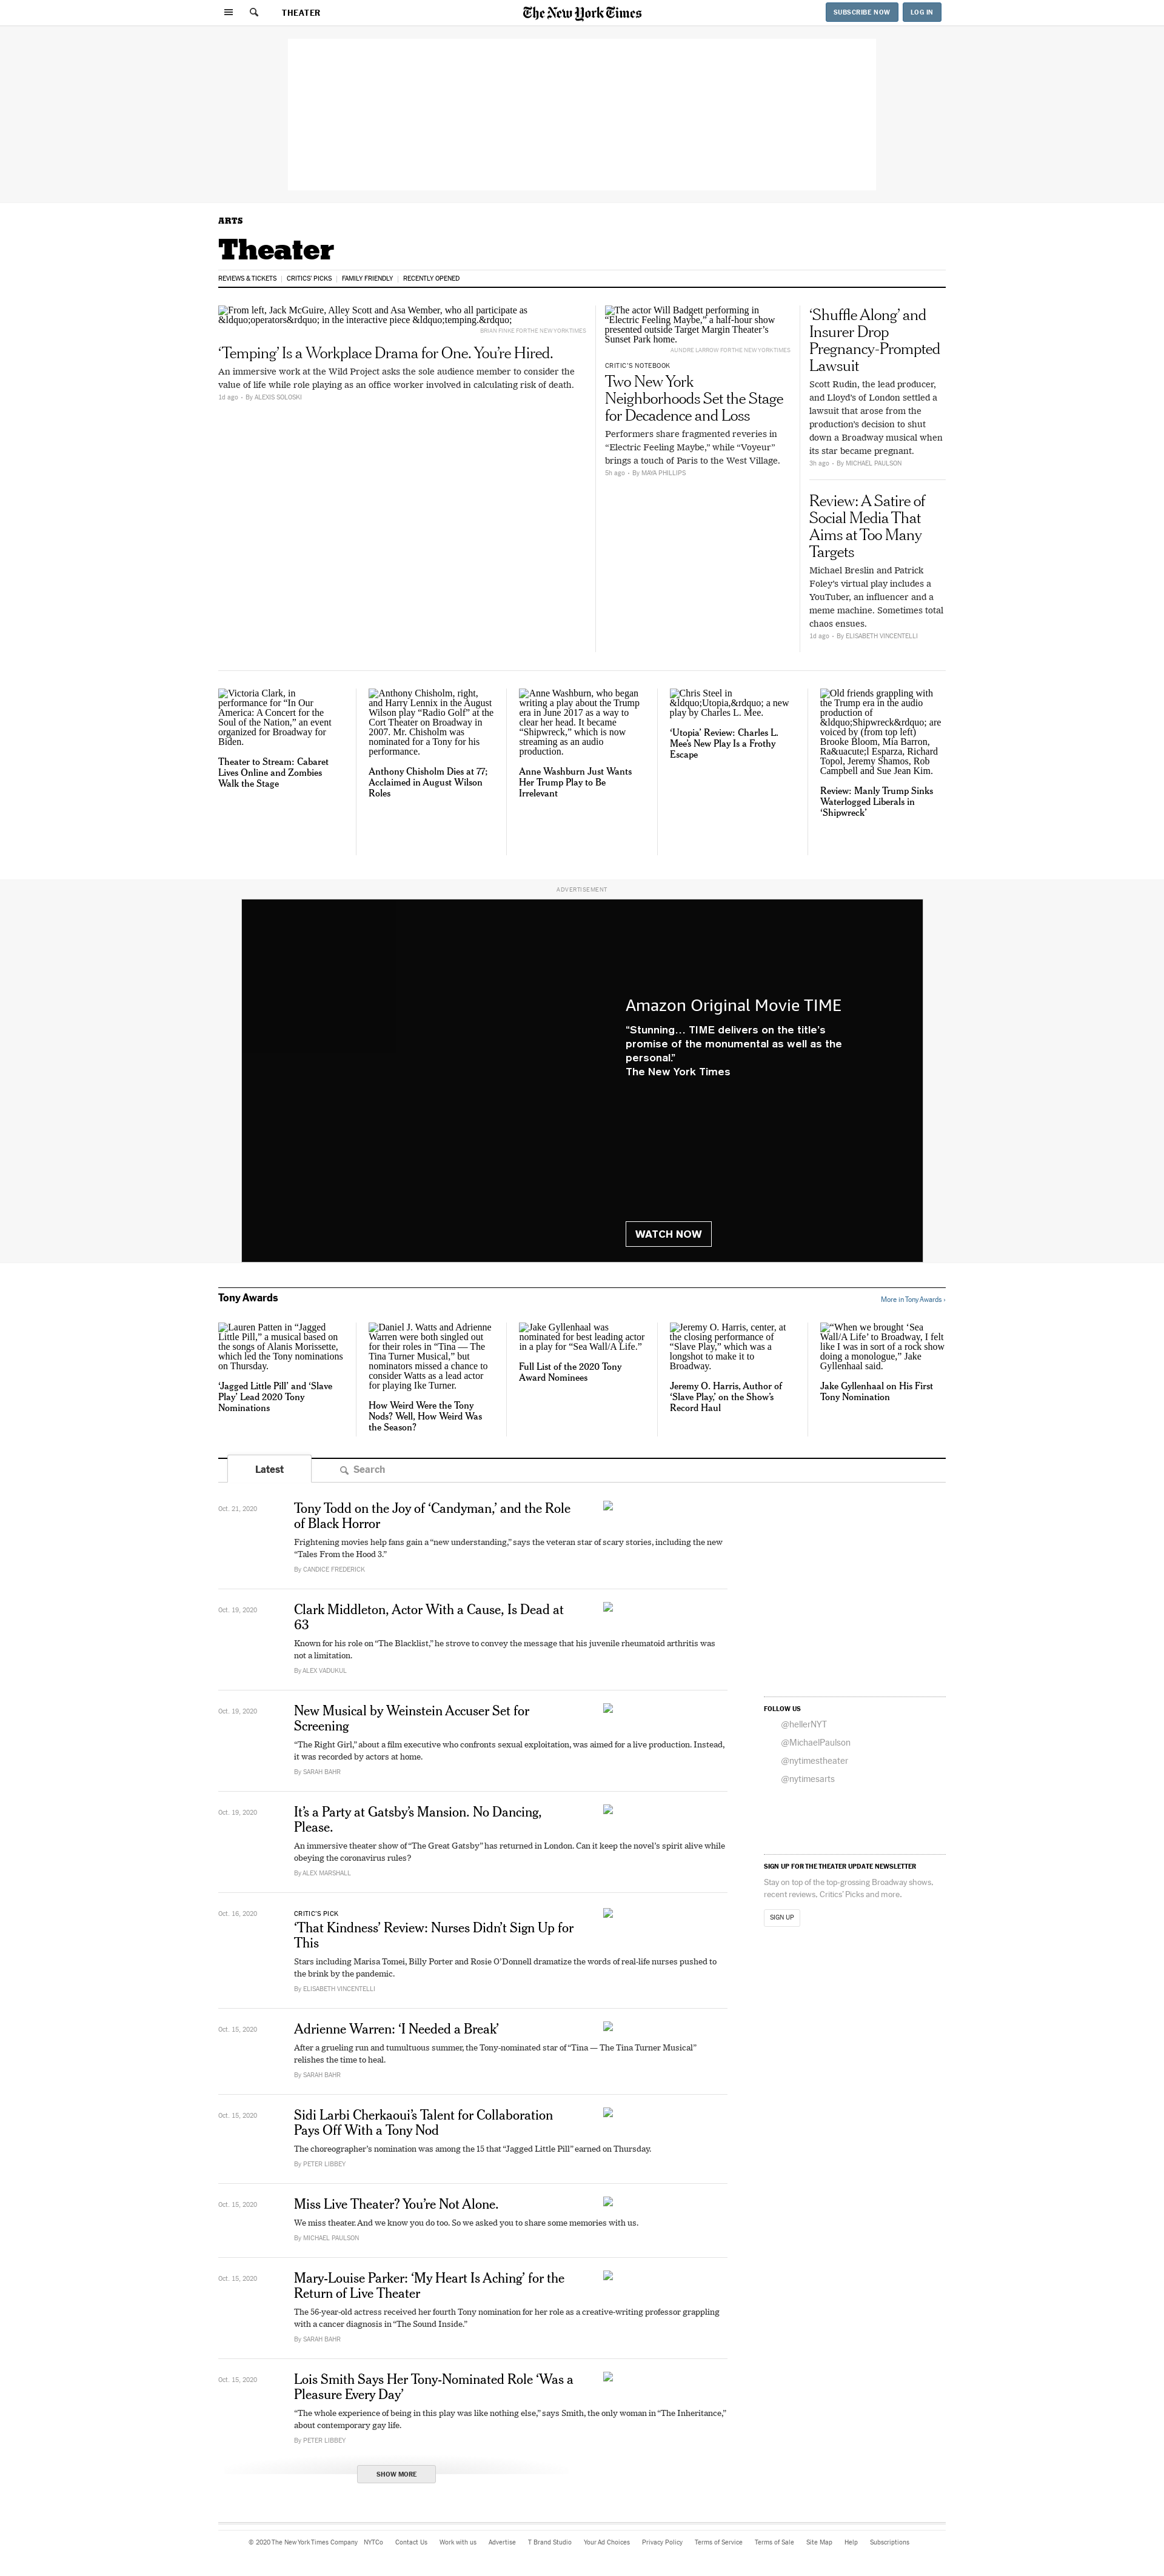 THEATER
The New York Times
SUBSCRIBE NOW
LOG IN
ARTS
Theater
REVIEWS & TICKETS
CRITICS' PICKS
FAMILY FRIENDLY
RECENTLY OPENED
From left, Jack McGuire, Alley Scott and Asa Wember, who all participate as
&ldquo;operators&rdquo; in the interactive piece &ldquo;temping.&rdquo;
BRIAN FINKE FOR THE NEW YORK TIMES
‘Temping’ Is a Workplace Drama for One. You’re Hired.
An immersive work at the Wild Project asks the sole audience member to consider the
value of life while role playing as an office worker involved in calculating risk of death.
1d ago - By ALEXIS SOLOSKI
The actor Will Badgett performing in
“Electric Feeling Maybe,” a half-hour show
presented outside Target Margin Theater’s
Sunset Park home.
AUNDRE LARROW FOR THE NEW YORK TIMES
CRITIC’S NOTEBOOK
Two New York
Neighborhoods Set the Stage
for Decadence and Loss
Performers share fragmented reveries in
“Electric Feeling Maybe,” while “Voyeur”
brings a touch of Paris to the West Village.
5h ago - By MAYA PHILLIPS
‘Shuffle Along’ and
Insurer Drop
Pregnancy-Prompted
Lawsuit
Scott Rudin, the lead producer,
and Lloyd’s of London settled a
lawsuit that arose from the
production’s decision to shut
down a Broadway musical when
its star became pregnant.
3h ago - By MICHAEL PAULSON
Review: A Satire of
Social Media That
Aims at Too Many
Targets
Michael Breslin and Patrick
Foley’s virtual play includes a
YouTuber, an influencer and a
meme machine. Sometimes total
chaos ensues.
1d ago - By ELISABETH VINCENTELLI
Victoria Clark, in
performance for “In Our
America: A Concert for the
Soul of the Nation,” an event
organized for Broadway for
Biden.
Theater to Stream: Cabaret
Lives Online and Zombies
Walk the Stage
Anthony Chisholm, right,
and Harry Lennix in the August
Wilson play “Radio Golf” at the
Cort Theater on Broadway in
2007. Mr. Chisholm was
nominated for a Tony for his
performance.
Anthony Chisholm Dies at 77;
Acclaimed in August Wilson
Roles
Anne Washburn, who began
writing a play about the Trump
era in June 2017 as a way to
clear her head. It became
“Shipwreck,” which is now
streaming as an audio
production.
Anne Washburn Just Wants
Her Trump Play to Be
Irrelevant
Chris Steel in
&ldquo;Utopia,&rdquo; a new
play by Charles L. Mee.
‘Utopia’ Review: Charles L.
Mee’s New Play Is a Frothy
Escape
Old friends grappling with
the Trump era in the audio
production of
&ldquo;Shipwreck&rdquo; are
voiced by (from top left)
Brooke Bloom, Mia Barron,
Ra&uacute;l Esparza, Richard
Topol, Jeremy Shamos, Rob
Campbell and Sue Jean Kim.
Review: Manly Trump Sinks
Waterlogged Liberals in
‘Shipwreck’
ADVERTISEMENT
Amazon Original Movie TIME
“Stunning... TIME delivers on the title’s
promise of the monumental as well as the
personal.”
The New York Times
WATCH NOW
Tony Awards
More in Tony Awards ›
Lauren Patten in “Jagged
Little Pill,” a musical based on
the songs of Alanis Morissette,
which led the Tony nominations
on Thursday.
‘Jagged Little Pill’ and ‘Slave
Play’ Lead 2020 Tony
Nominations
Daniel J. Watts and Adrienne
Warren were both singled out
for their roles in “Tina — The
Tina Turner Musical,” but
nominators missed a chance to
consider Watts as a lead actor
for playing Ike Turner.
How Weird Were the Tony
Nods? Well, How Weird Was
the Season?
Jake Gyllenhaal was
nominated for best leading actor
in a play for “Sea Wall/A Life.”
Full List of the 2020 Tony
Award Nominees
Jeremy O. Harris, center, at
the closing performance of
“Slave Play,” which was a
longshot to make it to
Broadway.
Jeremy O. Harris, Author of
‘Slave Play,’ on the Show’s
Record Haul
“When we brought ‘Sea
Wall/A Life’ to Broadway, I felt
like I was in sort of a rock show
doing a monologue,” Jake
Gyllenhaal said.
Jake Gyllenhaal on His First
Tony Nomination
Latest
Search
Oct. 21, 2020
Tony Todd on the Joy of ‘Candyman,’ and the Role
of Black Horror
Frightening movies help fans gain a “new understanding,” says the veteran star of scary stories, including the new
“Tales From the Hood 3.”
By CANDICE FREDERICK
Oct. 19, 2020
Clark Middleton, Actor With a Cause, Is Dead at
63
Known for his role on “The Blacklist,” he strove to convey the message that his juvenile rheumatoid arthritis was
not a limitation.
By ALEX VADUKUL
Oct. 19, 2020
New Musical by Weinstein Accuser Set for
Screening
“The Right Girl,” about a film executive who confronts sexual exploitation, was aimed for a live production. Instead,
it was recorded by actors at home.
By SARAH BAHR
Oct. 19, 2020
It’s a Party at Gatsby’s Mansion. No Dancing,
Please.
An immersive theater show of “The Great Gatsby” has returned in London. Can it keep the novel’s spirit alive while
obeying the coronavirus rules?
By ALEX MARSHALL
Oct. 16, 2020
CRITIC’S PICK
‘That Kindness’ Review: Nurses Didn’t Sign Up for
This
Stars including Marisa Tomei, Billy Porter and Rosie O’Donnell dramatize the words of real-life nurses pushed to
the brink by the pandemic.
By ELISABETH VINCENTELLI
Oct. 15, 2020
Adrienne Warren: ‘I Needed a Break’
After a grueling run and tumultuous summer, the Tony-nominated star of “Tina — The Tina Turner Musical”
relishes the time to heal.
By SARAH BAHR
Oct. 15, 2020
Sidi Larbi Cherkaoui’s Talent for Collaboration
Pays Off With a Tony Nod
The choreographer’s nomination was among the 15 that “Jagged Little Pill” earned on Thursday.
By PETER LIBBEY
Oct. 15, 2020
Miss Live Theater? You’re Not Alone.
We miss theater. And we know you do too. So we asked you to share some memories with us.
By MICHAEL PAULSON
Oct. 15, 2020
Mary-Louise Parker: ‘My Heart Is Aching’ for the
Return of Live Theater
The 56-year-old actress received her fourth Tony nomination for her role as a creative-writing professor grappling
with a cancer diagnosis in “The Sound Inside.”
By SARAH BAHR
Oct. 15, 2020
Lois Smith Says Her Tony-Nominated Role ‘Was a
Pleasure Every Day’
“The whole experience of being in this play was like nothing else,” says Smith, the only woman in “The Inheritance,”
about contemporary gay life.
By PETER LIBBEY
SHOW MORE
FOLLOW US
@hellerNYT
@MichaelPaulson
@nytimestheater
@nytimesarts
SIGN UP FOR THE THEATER UPDATE NEWSLETTER
Stay on top of the top-grossing Broadway shows,
recent reviews, Critics’ Picks and more.
SIGN UP
© 2020 The New York Times Company NYTCo Contact Us Work with us Advertise T Brand Studio Your Ad Choices Privacy Policy Terms of Service Terms of Sale Site Map Help Subscriptions